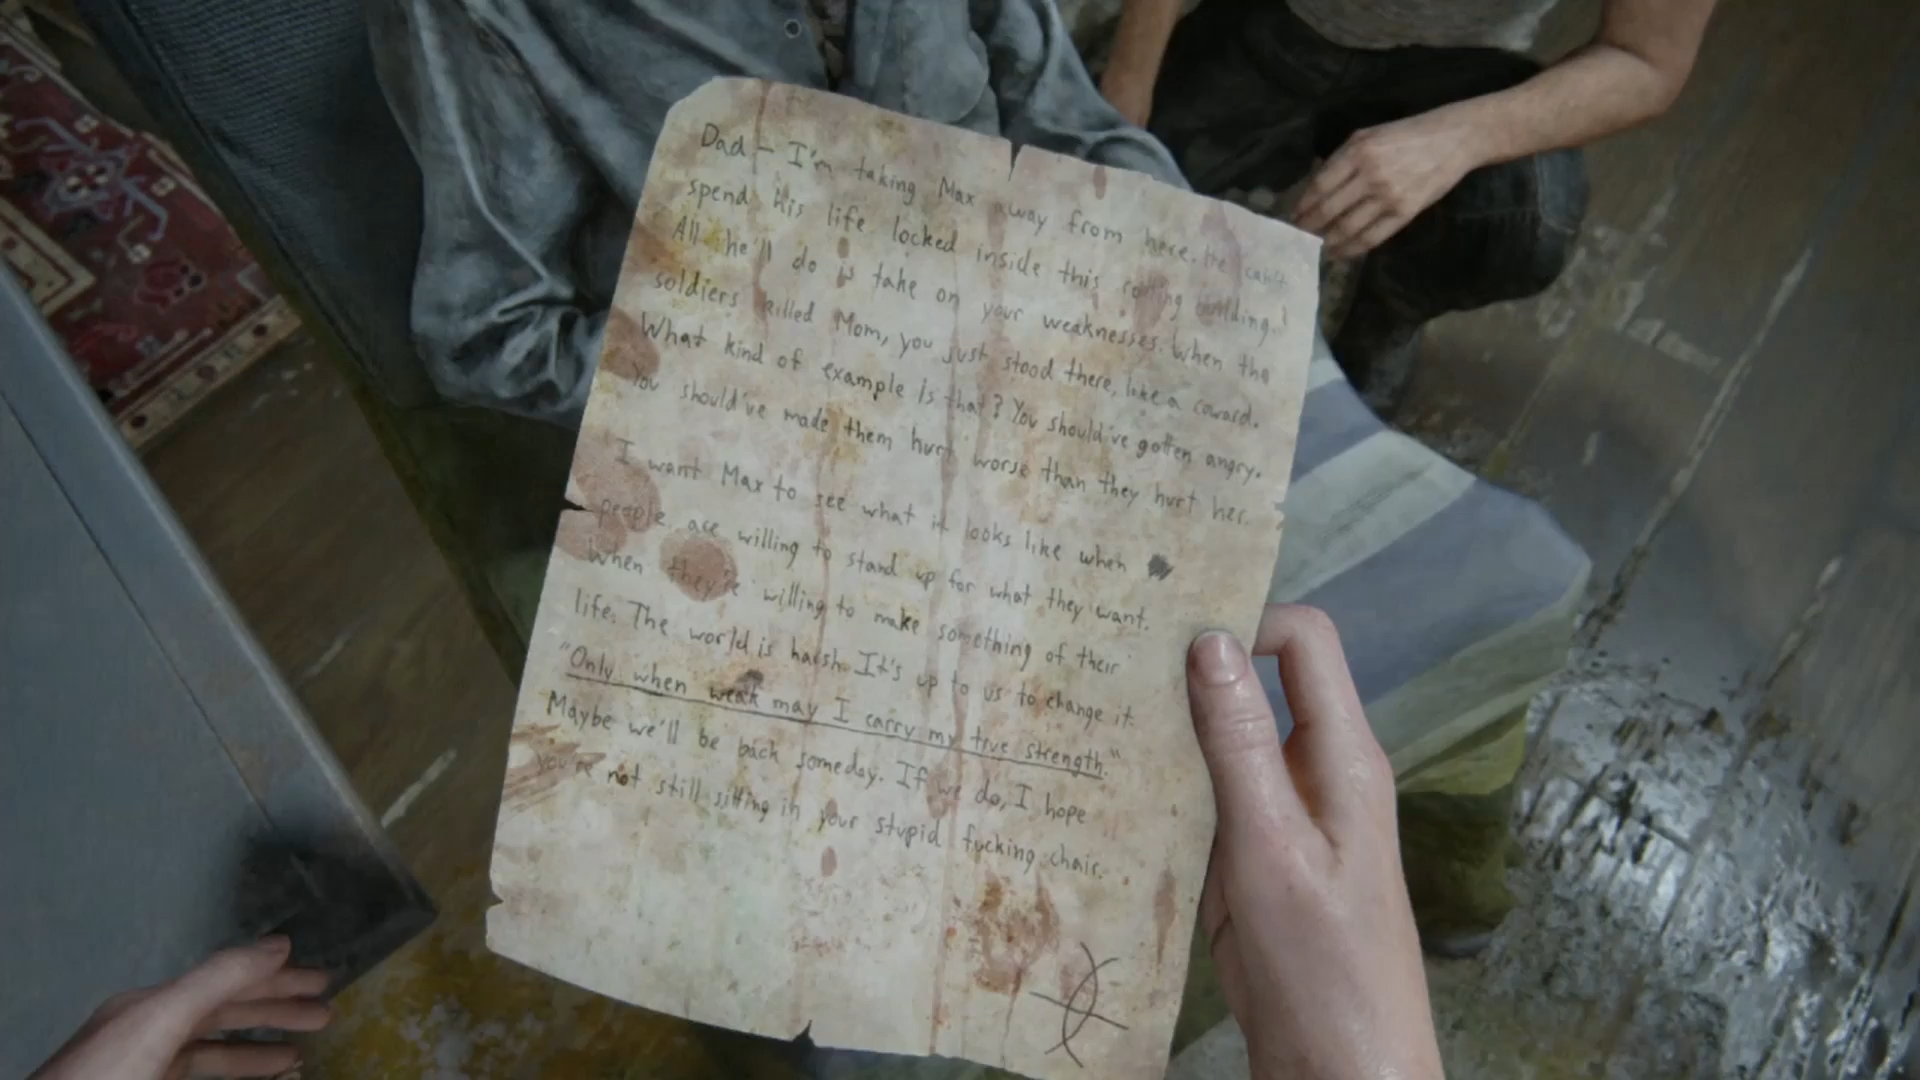 Dad - I'm taking Max away from here. He can't
spend his life locked inside this rotting building.
All he'll do is take on your weaknesses. When the
soldiers killed Mom, you just stood there, like a coward.
What kind of example is that? You should've gotten angry.
You should've made them hurt worse than they hurt her.
I want Max to see what it looks like when
people are willing to stand up for what they want.
When they're willing to make something of their
life. The world is harsh. It's up to us to change it.
"Only when weak may I carry my true strength."
Maybe we'll be back someday. If we do, I hope
you're not still sitting in your stupid fucking chair.